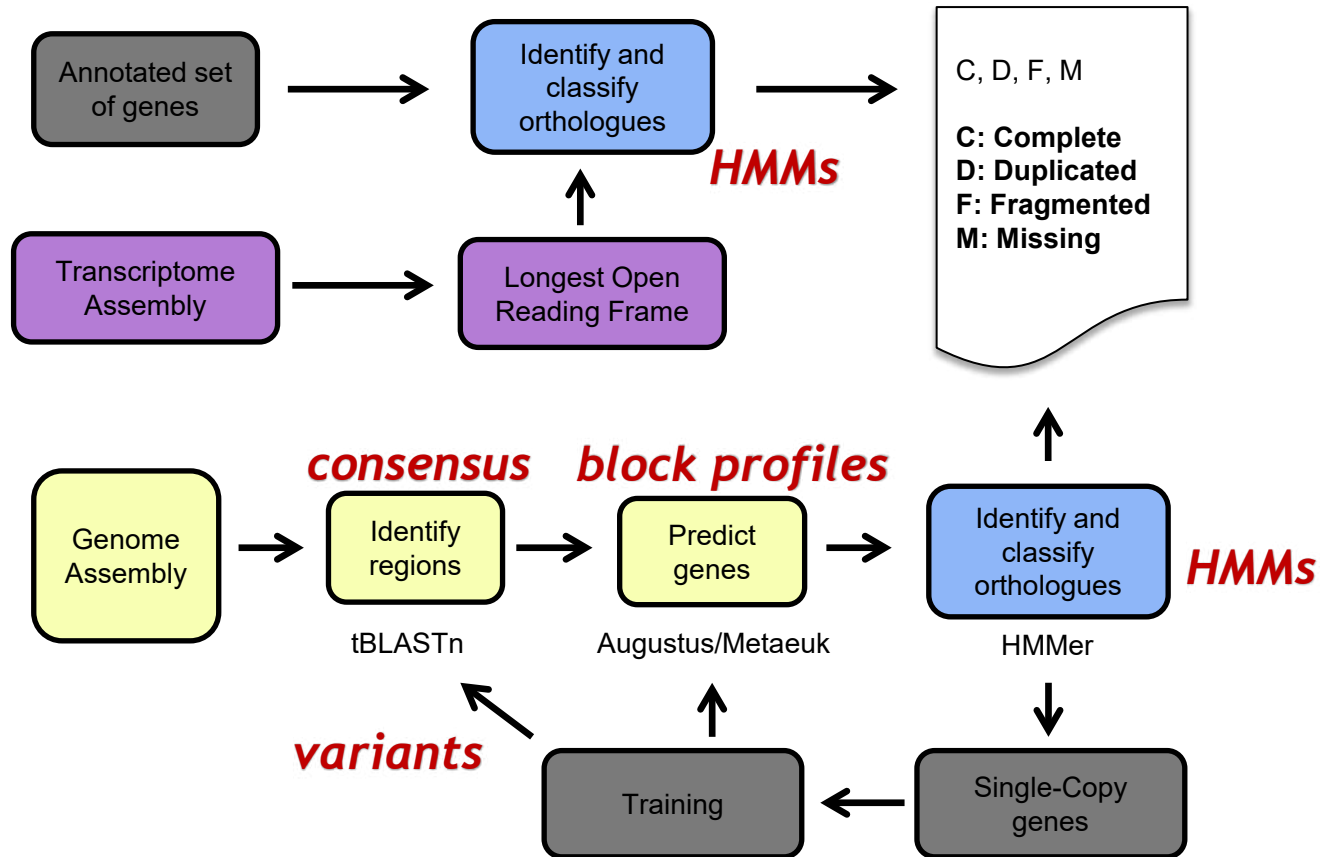 Annotated set
of genes
Identify and
classify
orthologues
HMMs
C, D, F, M
C: Complete
D: Duplicated
F: Fragmented
M: Missing
Transcriptome
Assembly
Longest Open
Reading Frame
consensus
block profiles
Genome
Assembly
Identify
regions
Predict
genes
Identify and
classify
orthologues
HMMs
tBLASTn
Augustus/Metaeuk
HMMer
variants
Training
Single-Copy
genes